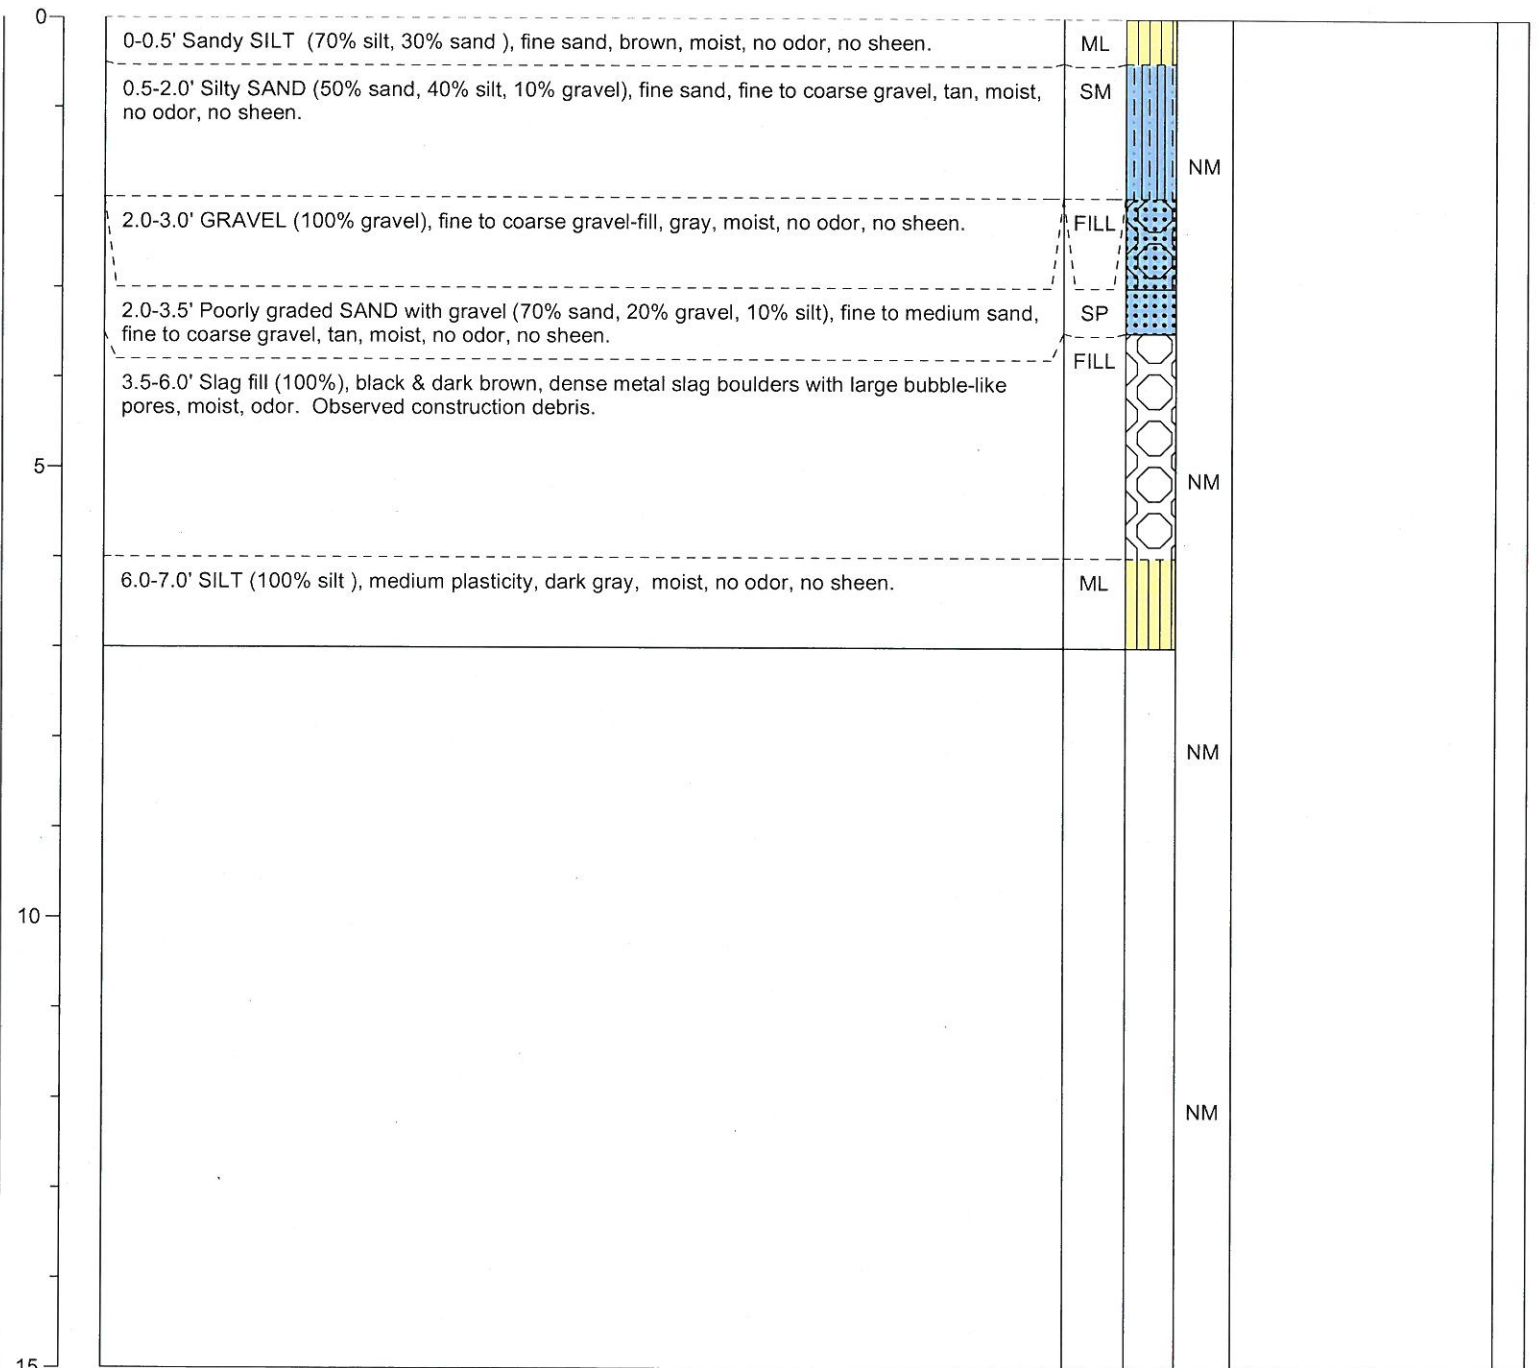 0
0-0.5' Sandy SILT (70% silt, 30% sand ), fine sand, brown, moist, no odor, no sheen.
ML
0.5-2.0' Silty SAND (50% sand, 40% silt, 10% gravel), fine sand, fine to coarse gravel, tan, moist,
no odor, no sheen.
SM
NM
2.0-3.0' GRAVEL (100% gravel), fine to coarse gravel-fill, gray, moist, no odor, no sheen.
FILL
2.0-3.5' Poorly graded SAND with gravel (70% sand, 20% gravel, 10% silt), fine to medium sand,
fine to coarse gravel, tan, moist, no odor, no sheen.
SP
FILL
3.5-6.0' Slag fill (100%), black & dark brown, dense metal slag boulders with large bubble-like
pores, moist, odor. Observed construction debris.
5
NM
6.0-7.0' SILT (100% silt ), medium plasticity, dark gray, moist, no odor, no sheen.
ML
NM
10
NM
15